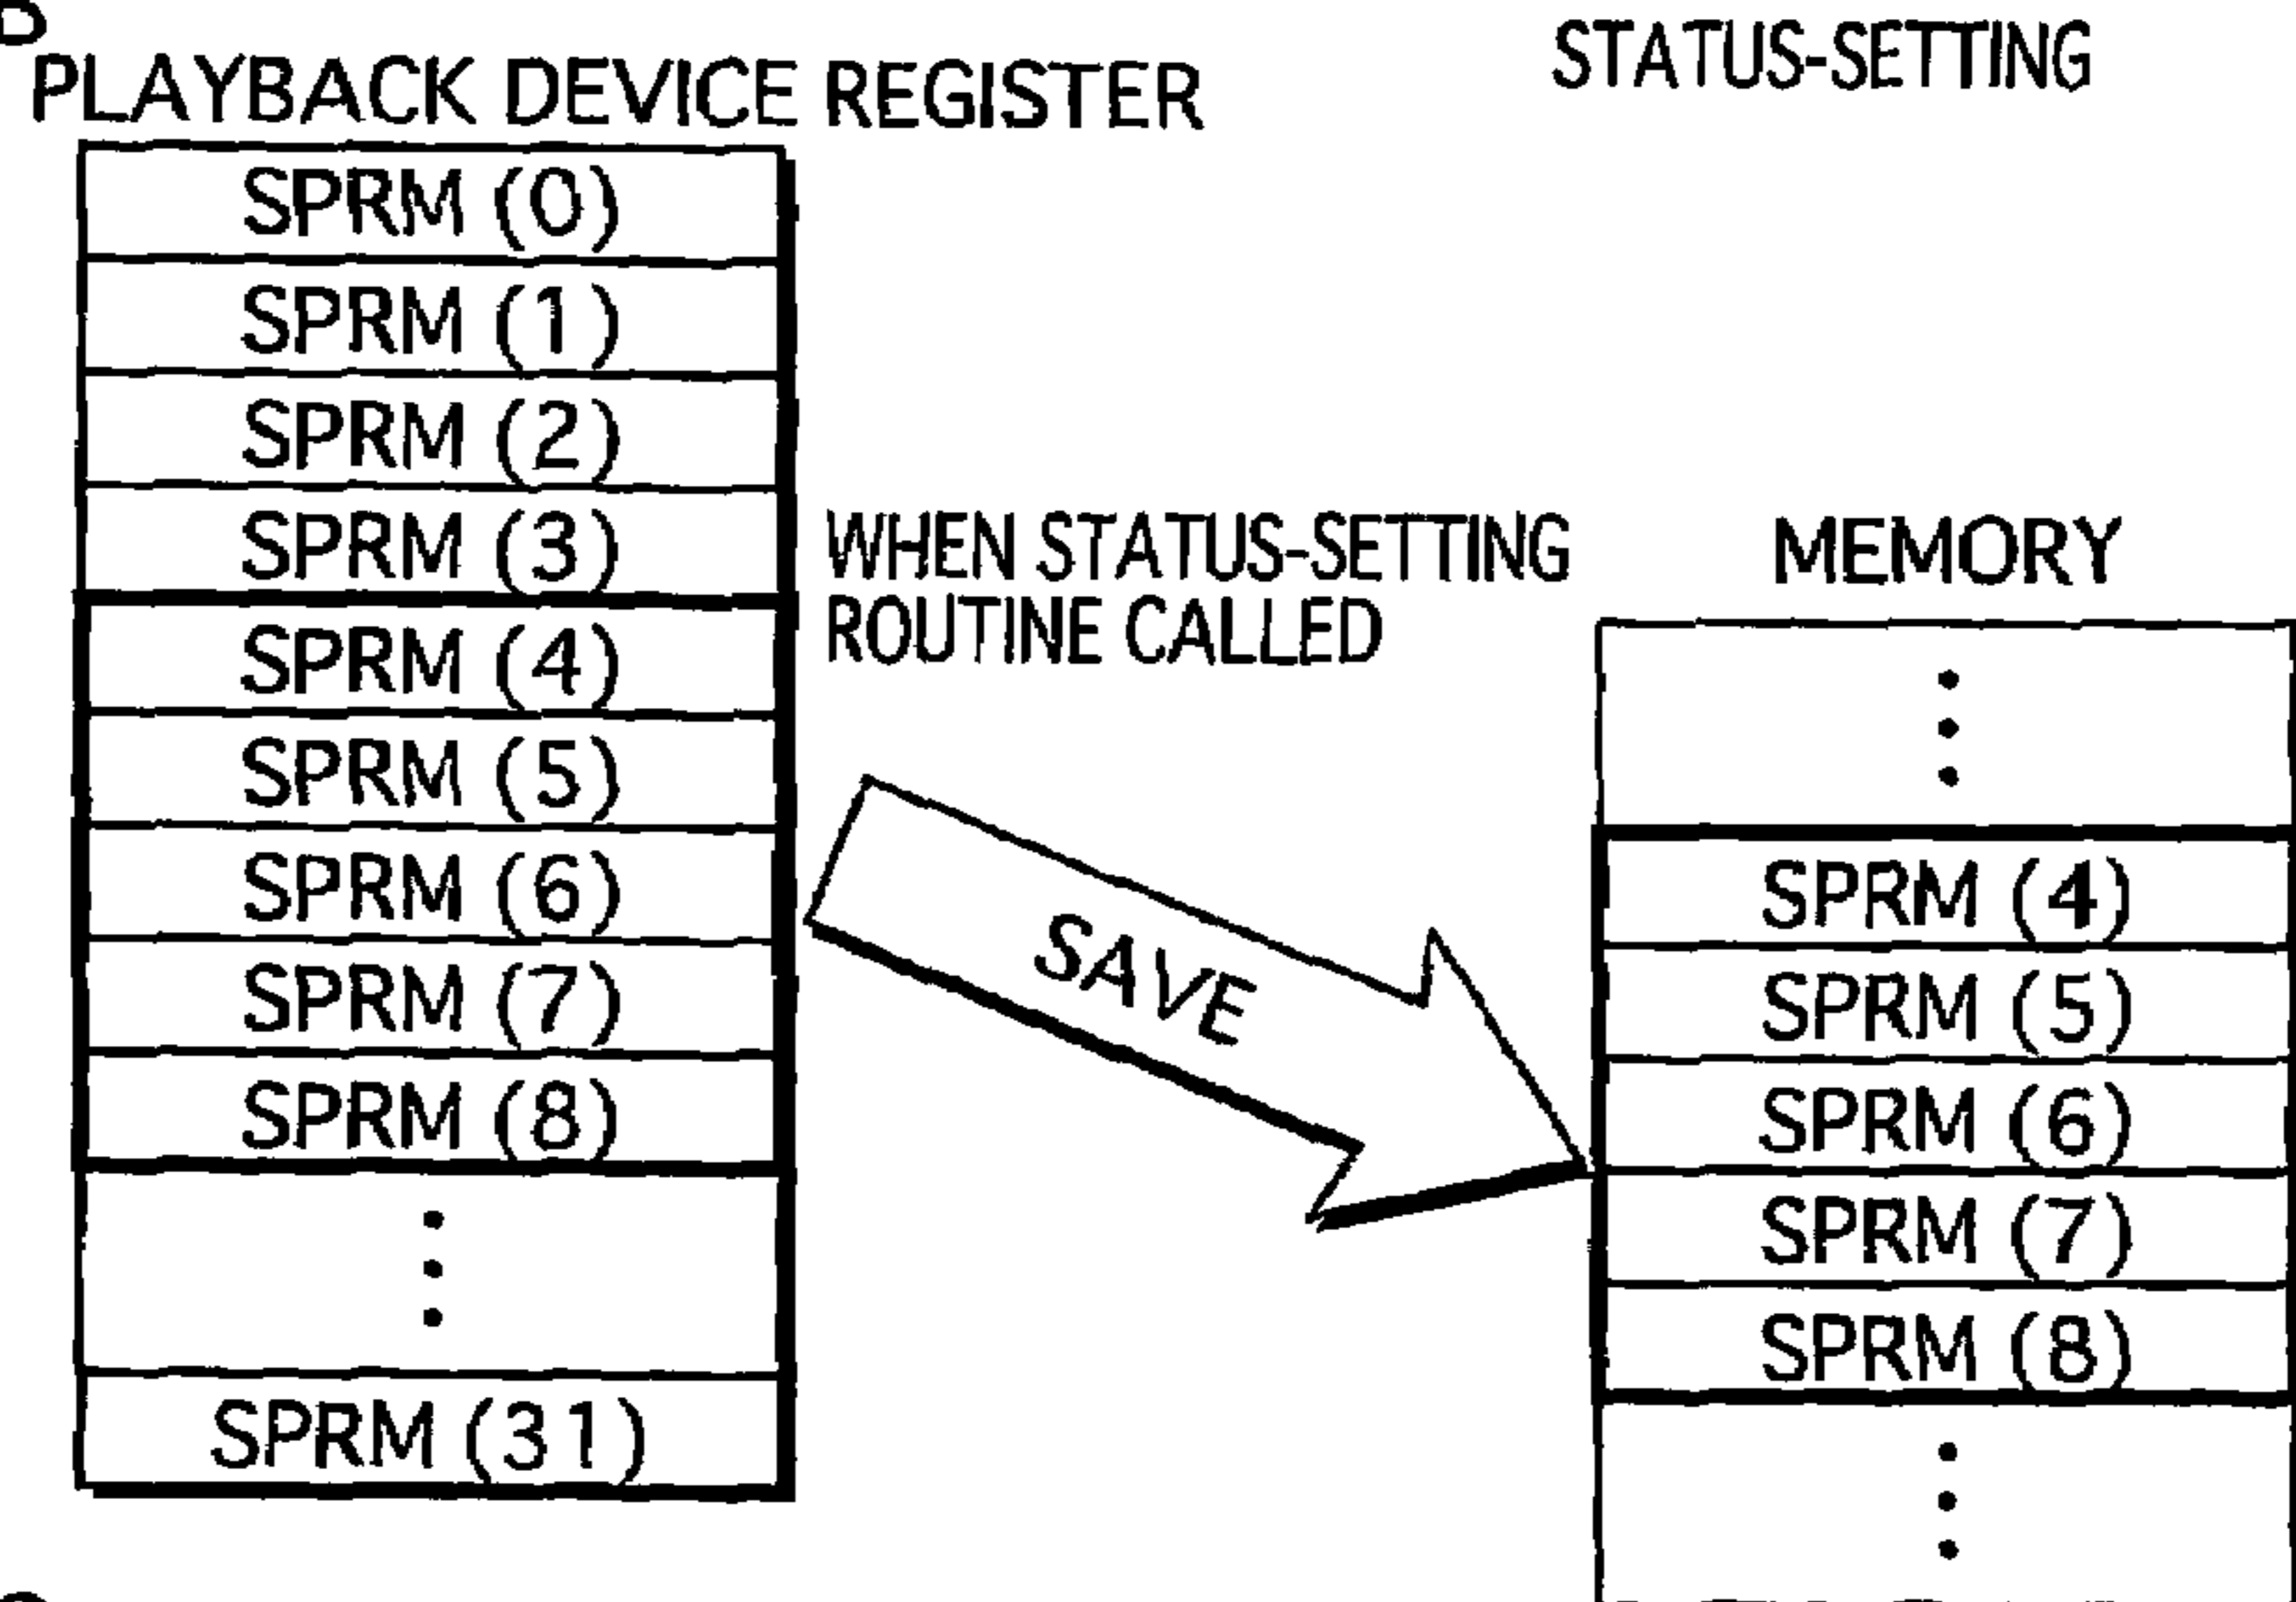 PLAYBACK DEVICE REGISTER
STATUS-SETTING
SPRM (0)
SPRM (1)
SPRM (2)
SPRM (3)
SPRM (4)
SPRM (5)
SPRM (6)
SPRM (7)
SPRM (8)
SPRM (31)
WHEN STATUS-SETTING
ROUTINE CALLED
SAVE
MEMORY
SPRM (4)
SPRM (5)
SPRM (6)
SPRM (7)
SPRM (8)